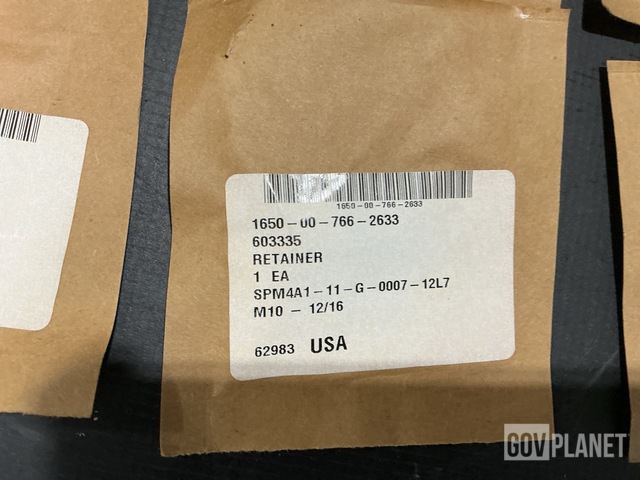 1650-00-766-2633
1650-00-766-2633
603335
RETAINER
1 EA
SPM4A1-11-G-0007-12L7
M10 - 12/16
62983 USA
GOVPLANET